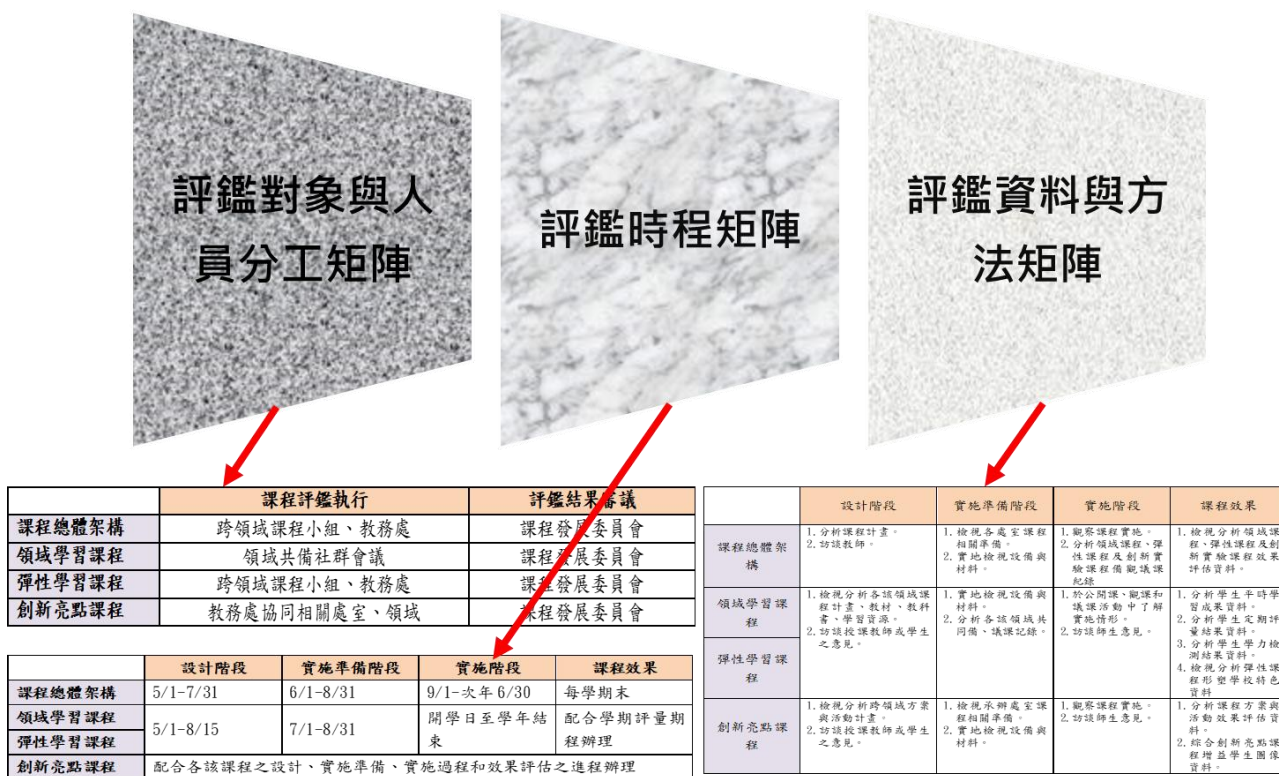 評鑑對象與人
員分工矩陣
評鑑時程矩陣
評鑑資料與方
法矩陣
課程評鑑執行 評鑑結果審議
課程總體架構 跨領域課程小組、教務處 課程發展委員會
領域學習課程 領域共備社群會議 課程發展委員會
彈性學習課程 跨領域課程小組、教務處 課程發展委員會
創新亮點課程 教務處協同相關處室、領域 課程發展委員會
設計階段 實施準備階段 實施階段 課程效果
課程總體架構 5/1-7/31 6/1-8/31 9/1-次年 6/30 每學期末
領域學習課程
彈性學習課程
5/1-8/15
7/1-8/31
開學日至學年結
束
配合學期評量期
程辦理
創新亮點課程 配合各該課程之設計、實施準備、實施過程和效果評估之進程辦理
設計階段 實施準備階段 實施階段 課程效果
課程總體架
構
1.分析課程計畫。
2.訪談教師。
1.檢視各處室課程
相關準備。
2.實地檢視設備與
材料。
1.觀察課程實施。
2.分析領域課程、彈
性課程及創新實
驗課程備觀議課
紀錄
1.檢視分析領域課
程、彈性課程及創
新實驗課程效果
評估資料。
領域學習課
程
彈性學習課
程
1.檢視分析各該領域課
程計畫、教材、教科
書、學習資源。
2.訪談授課教師或學生
之意見。
1.實地檢視設備與
材料。
2.分析各該領域共
同備、議課記錄。
1.於公開課、觀課和
議課活動中了解
實施情形。
2.訪談師生意見。
1.分析學生平時學
習成果資料。
2.分析學生定期評
量結果資料。
3.分析學生學力檢
測結果資料。
4.檢視分析彈性課
程形塑學校特色
資料
創新亮點課
程
1.檢視分析跨領域方案
與活動計畫。
2.訪談授課教師或學生
之意見。
1.檢視承辦處室課
程相關準備。
2.實地檢視設備與
材料。
1.觀察課程實施。
2.訪談師生意見。
1.分析課程方案與
活動效果評估資
料。
2.綜合創新亮點課
程增益學生圖像
資料。